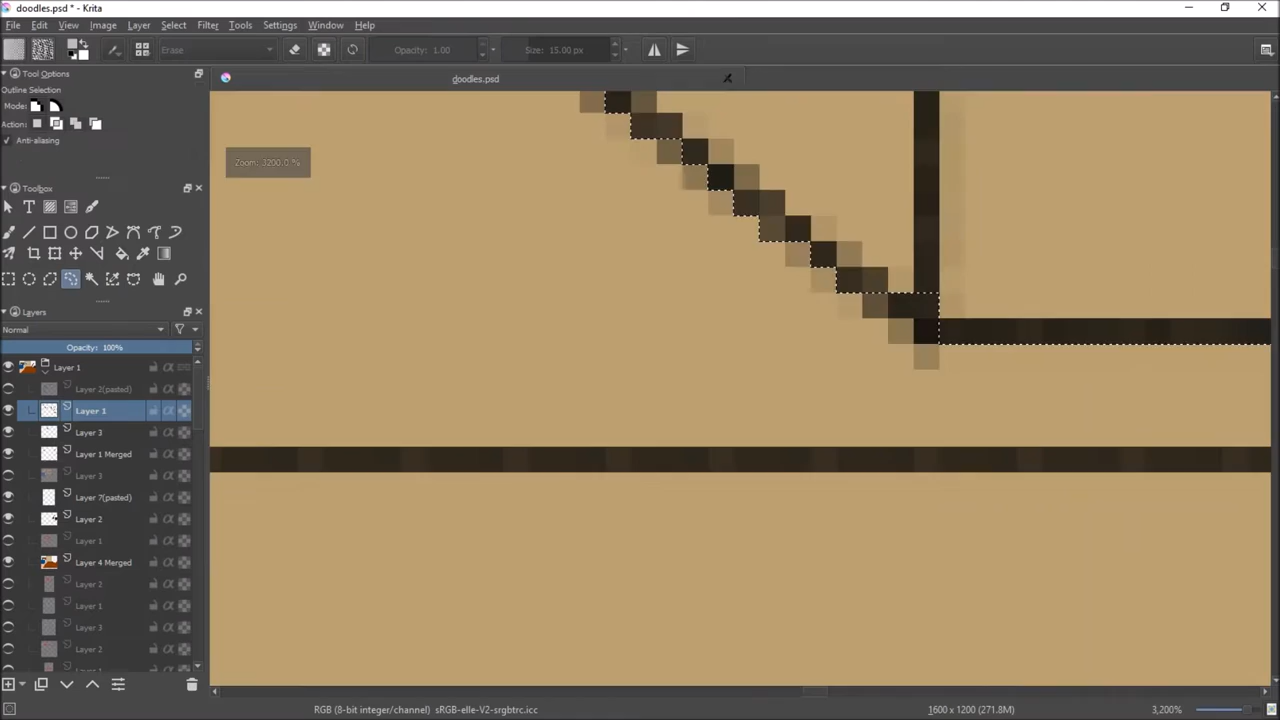 doodles.psd * - Krita
File Edit View Image Layer Select Filter Tools Settings Window Help
Erase Opacity: 1.00 Size: 15.00 px
Tool Options doodles.psd
Outline Selection
Mode:
Action:
Anti-aliasing
Zoom: 3200.0 %
Toolbox
Layers
Normal
Opacity: 100%
Layer 1
Layer 2(pasted)
Layer 1
Layer 3
Layer 1 Merged
Layer 3
Layer 7(pasted)
Layer 2
Layer 1
Layer 4 Merged
Layer 2
Layer 1
Layer 3
Layer 2
Layer 1
RGB (8-bit integer/channel) sRGB-elle-V2-srgbtrc.icc 1600 x 1200 (271.8M) 3,200%